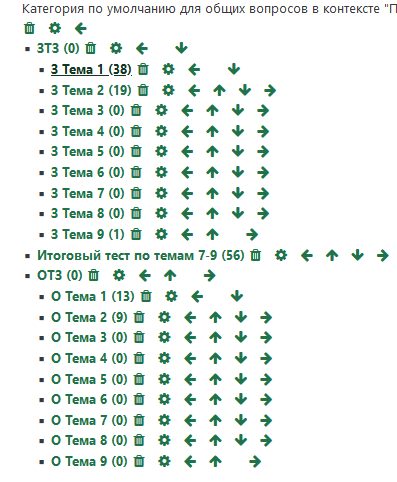 Категория по умолчанию для общих вопросов в контексте "П
ЗТЗ (0)
З Тема 1 (38)
З Тема 2 (19)
З Тема 3 (0)
З Тема 4 (0)
З Тема 5 (0)
З Тема 6 (0)
З Тема 7 (0)
З Тема 8 (0)
З Тема 9 (1)
Итоговый тест по темам 7-9 (56)
ОТЗ (0)
О Тема 1 (13)
О Тема 2 (9)
О Тема 3 (0)
О Тема 4 (0)
О Тема 5 (0)
О Тема 6 (0)
О Тема 7 (0)
О Тема 8 (0)
О Тема 9 (0)